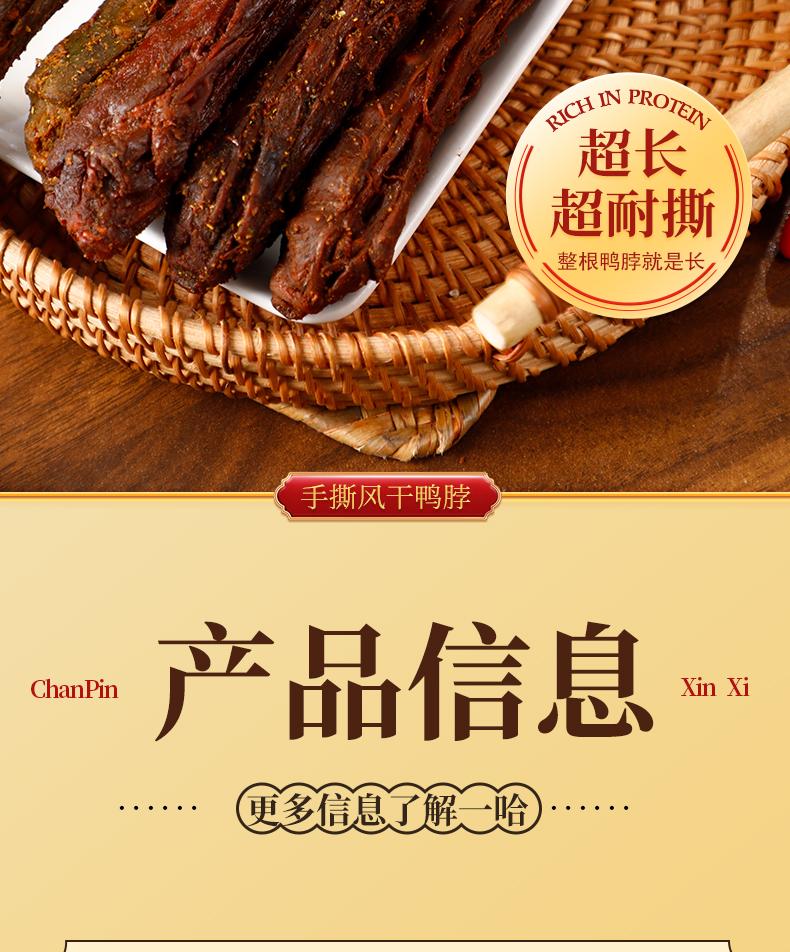 RICH IN PROTEIN
超长
超耐撕
整根鸭脖就是长
手撕风干鸭脖
产品信息
ChanPin
Xin Xi
更多信息了解一哈